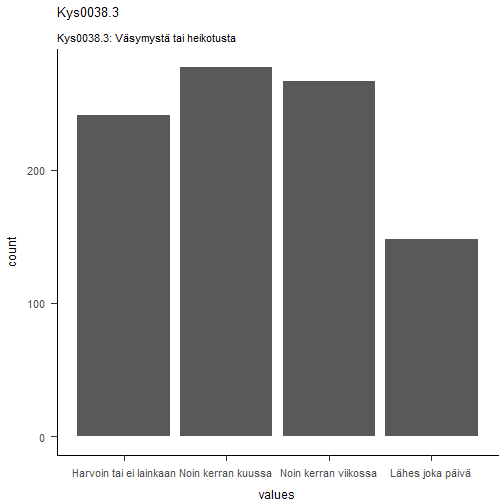 Kys0038.3
Kys0038.3: Väsymystä tai heikotusta
count
200
100
0
Harvoin tai ei lainkaan Noin kerran kuussa Noin kerran viikossa Lähes joka päivä
values